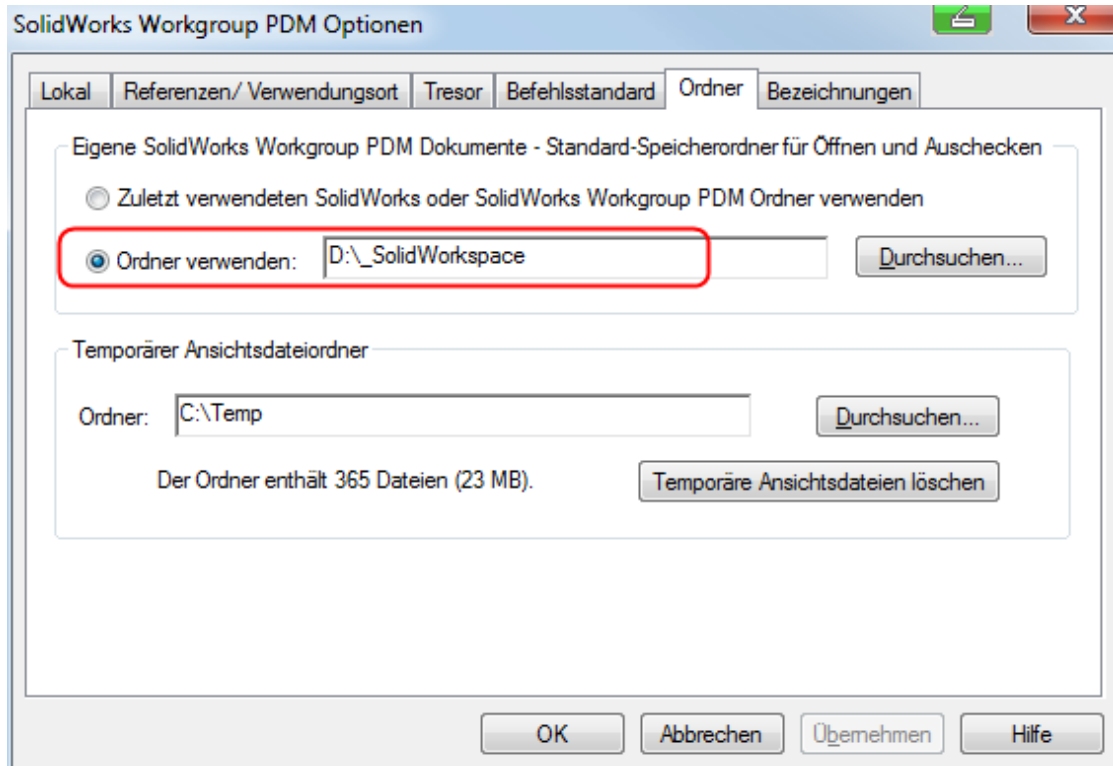 SolidWorks Workgroup PDM Optionen
Lokal Referenzen/ Verwendungsort Tresor Befehlsstandard Ordner Bezeichnungen
Eigene SolidWorks Workgroup PDM Dokumente - Standard-Speicherordner für Öffnen und Auschecken
Zuletzt verwendeten SolidWorks oder SolidWorks Workgroup PDM Ordner verwenden
Ordner verwenden: D:\_SolidWorkspace Durchsuchen...
Temporärer Ansichtsdateiordner
Ordner: C:\Temp Durchsuchen...
Der Ordner enthält 365 Dateien (23 MB). Temporäre Ansichtsdateien löschen
OK Abbrechen Übernehmen Hilfe